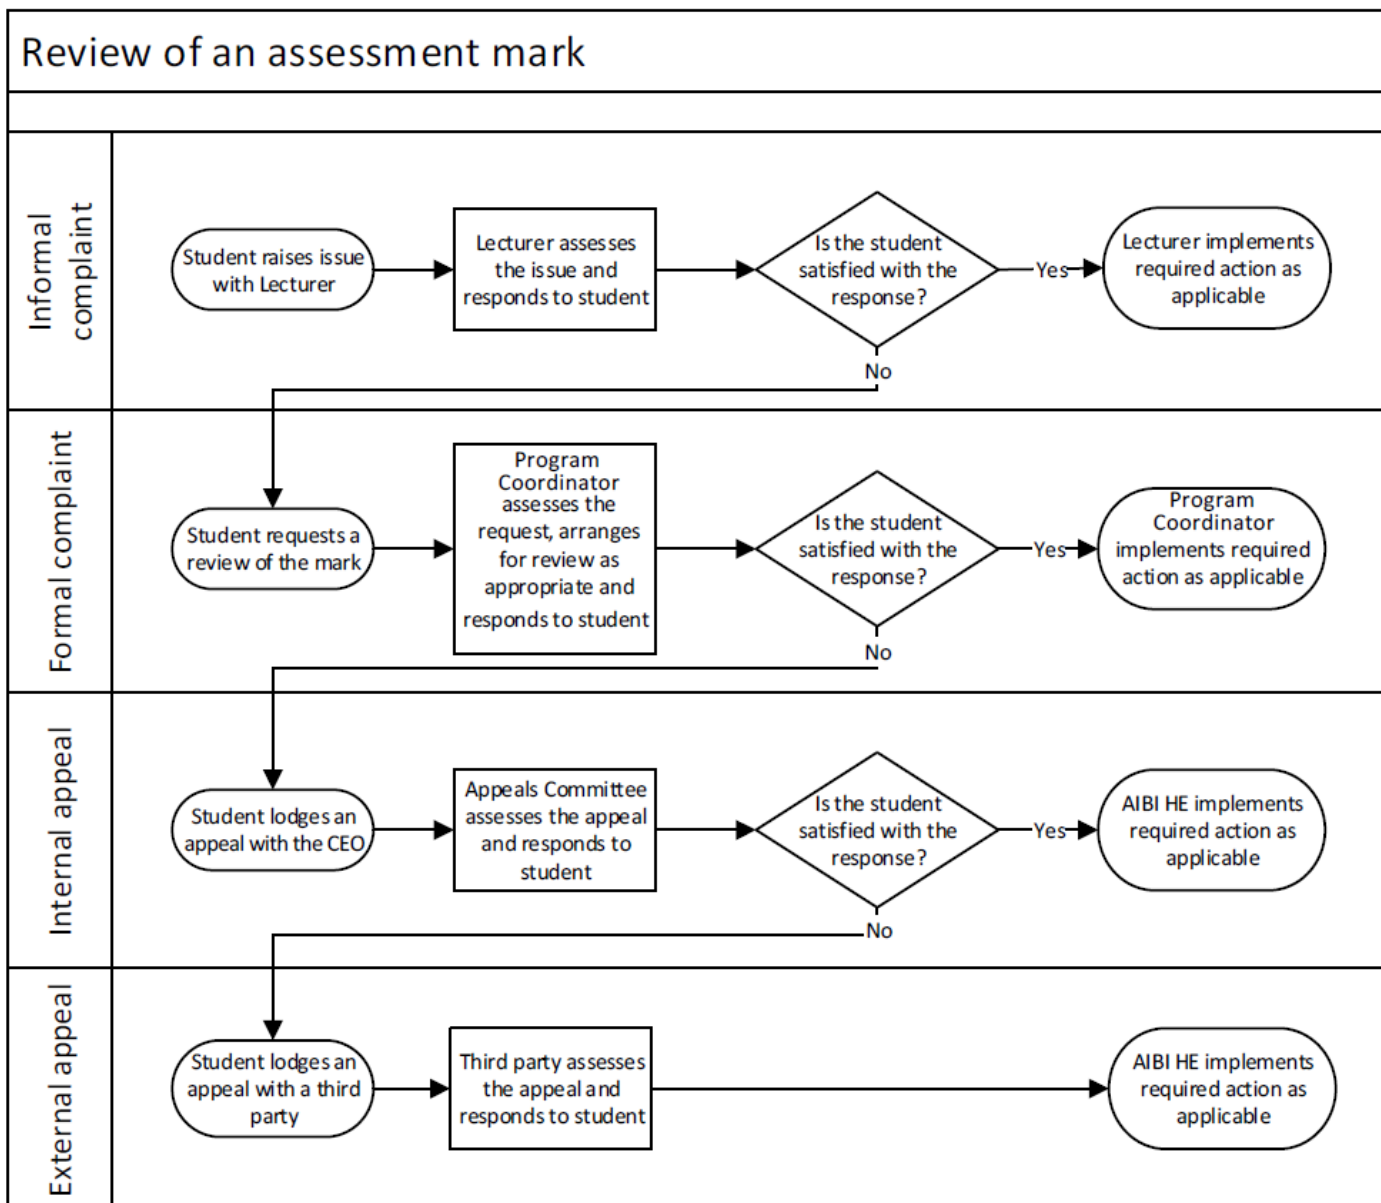 Review of an assessment mark
Informal
complaint
Student raises issue
with Lecturer
Lecturer assesses
the issue and
responds to student
Is the student
satisfied with the
response?
Yes
Lecturer implements
required action as
applicable
No
Formal complaint
Student requests a
review of the mark
Program
Coordinator
assesses the
request, arranges
for review as
appropriate and
responds to student
Is the student
satisfied with the
response?
Yes
Program
Coordinator
implements required
action as applicable
No
Internal appeal
Student lodges an
appeal with the CEO
Appeals Committee
assesses the appeal
and responds to
student
Is the student
satisfied with the
response?
Yes
AIBI HE implements
required action as
applicable
No
External appeal
Student lodges an
appeal with a third
party
Third party assesses
the appeal and
responds to student
AIBI HE implements
required action as
applicable